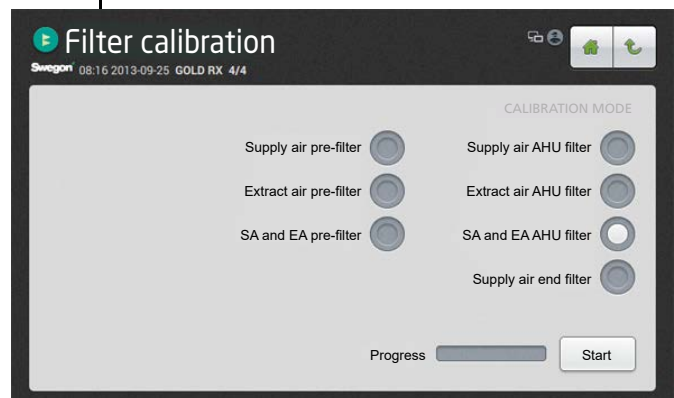 Filter calibration
Swegon 08:16 2013-09-25 GOLD RX 4/4
CALIBRATION MODE
Supply air pre-filter Supply air AHU filter
Extract air pre-filter Extract air AHU filter
SA and EA pre-filter SA and EA AHU filter
Supply air end filter
Progress Start